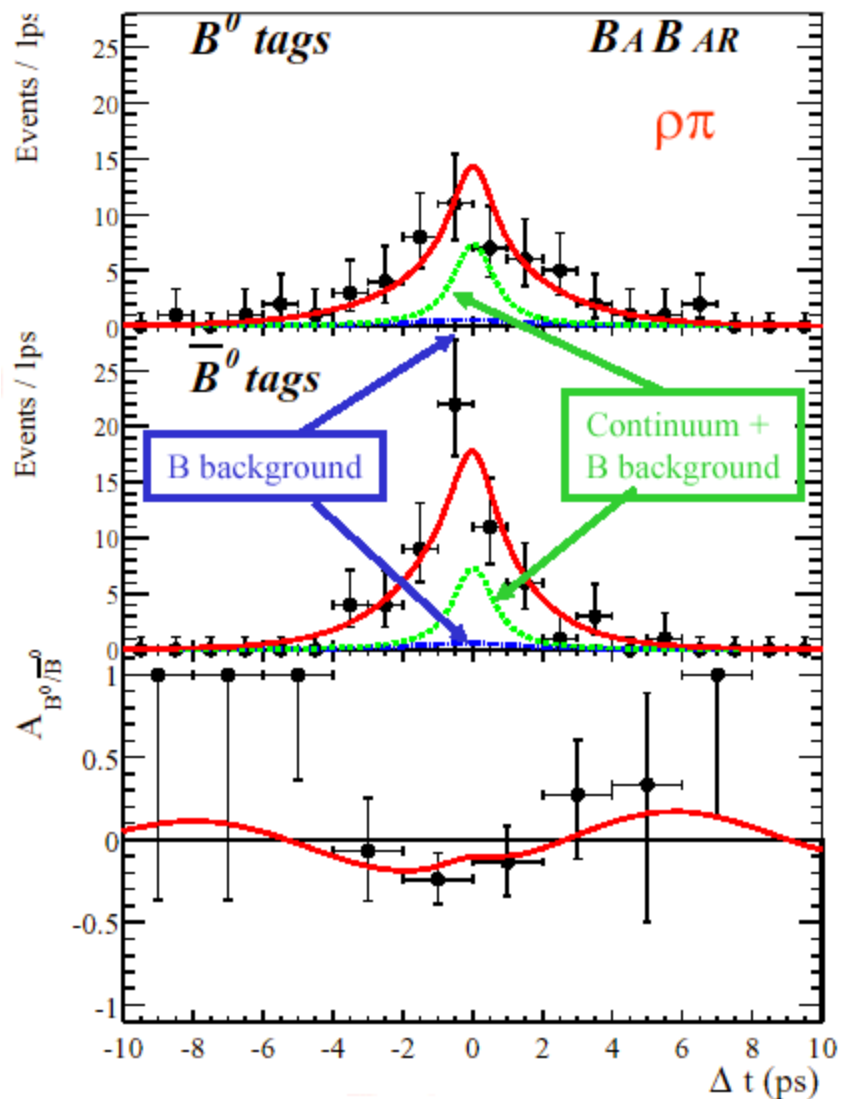 B⁰ tags BABAR
ρπ
Events / 1ps
25
20
15
10
5
0
B̅⁰ tags
Events / 1ps
25
20
15
10
5
0
B background
Continuum +
B background
A B⁰/B̅⁰
1
0.5
0
-0.5
-1
-10 -8 -6 -4 -2 0 2 4 6 8 10
Δ t (ps)